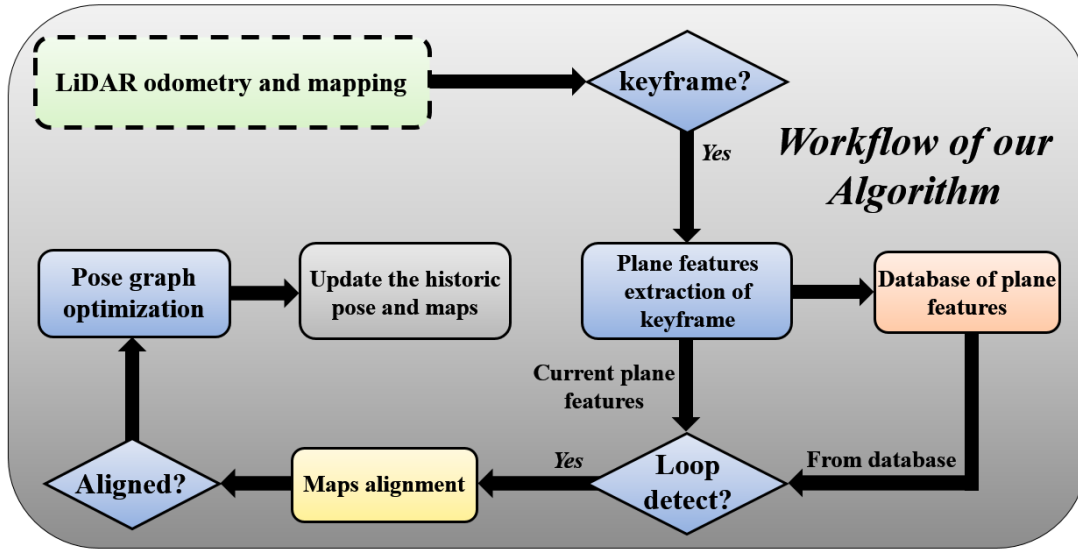 LiDAR odometry and mapping
keyframe?
Yes
Workflow of our
Algorithm
Pose graph
optimization
Update the historic
pose and maps
Plane features
extraction of
keyframe
Database of plane
features
Current plane
features
Aligned?
Maps alignment
Yes
Loop
detect?
From database